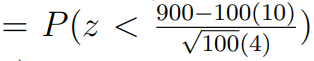 = P(z < \frac{900-100(10)}{\sqrt{100}(4)})